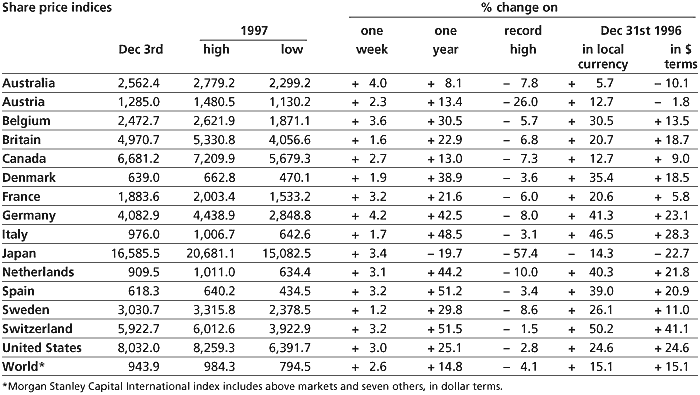 Share price indices % change on
1997 one one record Dec 31st 1996
Dec 3rd high low week year high in local in $
currency terms
Australia 2,562.4 2,779.2 2,299.2 + 4.0 + 8.1 – 7.8 + 5.7 – 10.1
Austria 1,285.0 1,480.5 1,130.2 + 2.3 + 13.4 – 26.0 + 12.7 – 1.8
Belgium 2,472.7 2,621.9 1,871.1 + 3.6 + 30.5 – 5.7 + 30.5 + 13.5
Britain 4,970.7 5,330.8 4,056.6 + 1.6 + 22.9 – 6.8 + 20.7 + 18.7
Canada 6,681.2 7,209.9 5,679.3 + 2.7 + 13.0 – 7.3 + 12.7 + 9.0
Denmark 639.0 662.8 470.1 + 1.9 + 38.9 – 3.6 + 35.4 + 18.5
France 1,883.6 2,003.4 1,533.2 + 3.2 + 21.6 – 6.0 + 20.6 + 5.8
Germany 4,082.9 4,438.9 2,848.8 + 4.2 + 42.5 – 8.0 + 41.3 + 23.1
Italy 976.0 1,006.7 642.6 + 1.7 + 48.5 – 3.1 + 46.5 + 28.3
Japan 16,585.5 20,681.1 15,082.5 + 3.4 – 19.7 – 57.4 – 14.3 – 22.7
Netherlands 909.5 1,011.0 634.4 + 3.1 + 44.2 – 10.0 + 40.3 + 21.8
Spain 618.3 640.2 434.5 + 3.2 + 51.2 – 3.4 + 39.0 + 20.9
Sweden 3,030.7 3,315.8 2,378.5 + 1.2 + 29.8 – 8.6 + 26.1 + 11.0
Switzerland 5,922.7 6,012.6 3,922.9 + 3.2 + 51.5 – 1.5 + 50.2 + 41.1
United States 8,032.0 8,259.3 6,391.7 + 3.0 + 25.1 – 2.8 + 24.6 + 24.6
World* 943.9 984.3 794.5 + 2.6 + 14.8 – 4.1 + 15.1 + 15.1
*Morgan Stanley Capital International index includes above markets and seven others, in dollar terms.